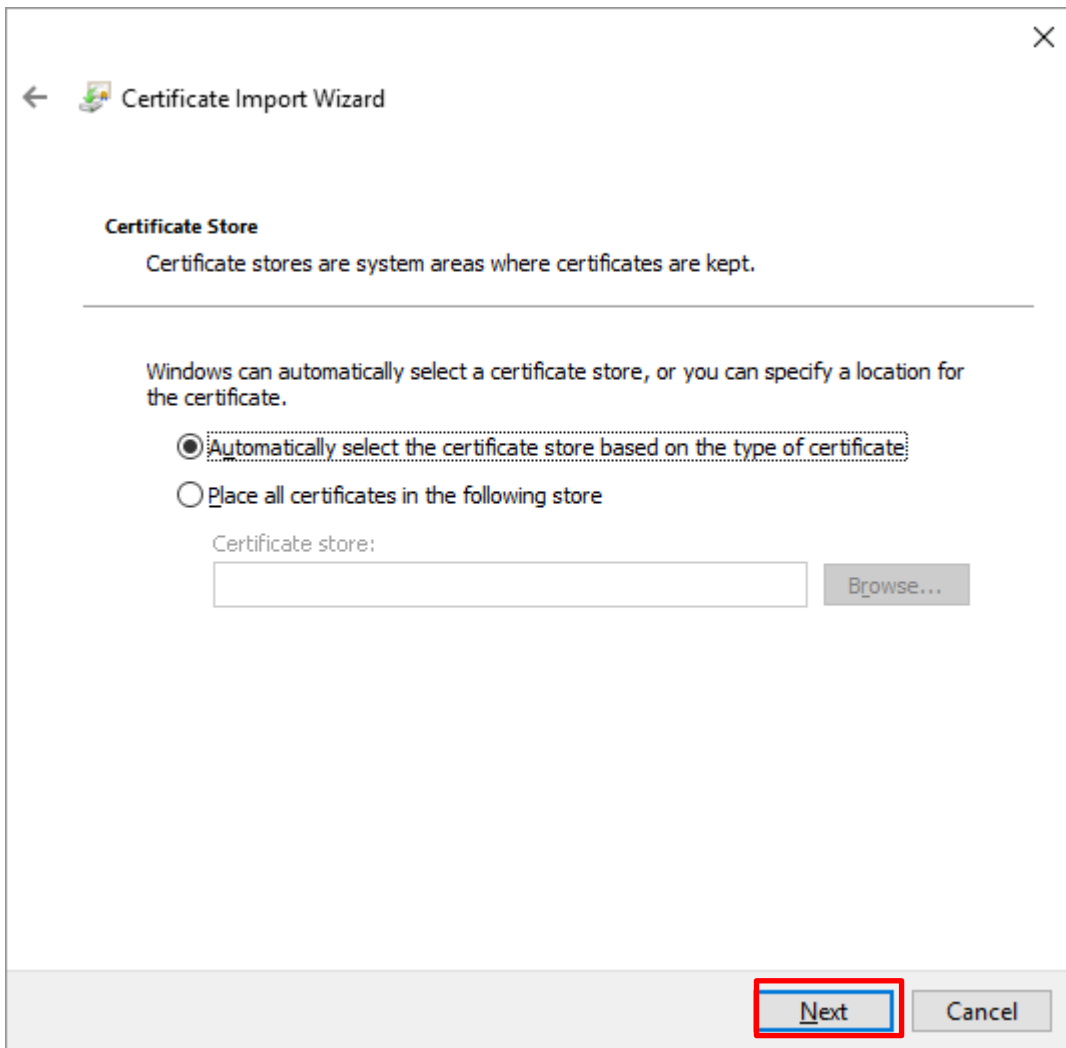 Certificate Import Wizard
Certificate Store
Certificate stores are system areas where certificates are kept.
Windows can automatically select a certificate store, or you can specify a location for
the certificate.
Automatically select the certificate store based on the type of certificate
Place all certificates in the following store
Certificate store:
Browse...
Next
Cancel